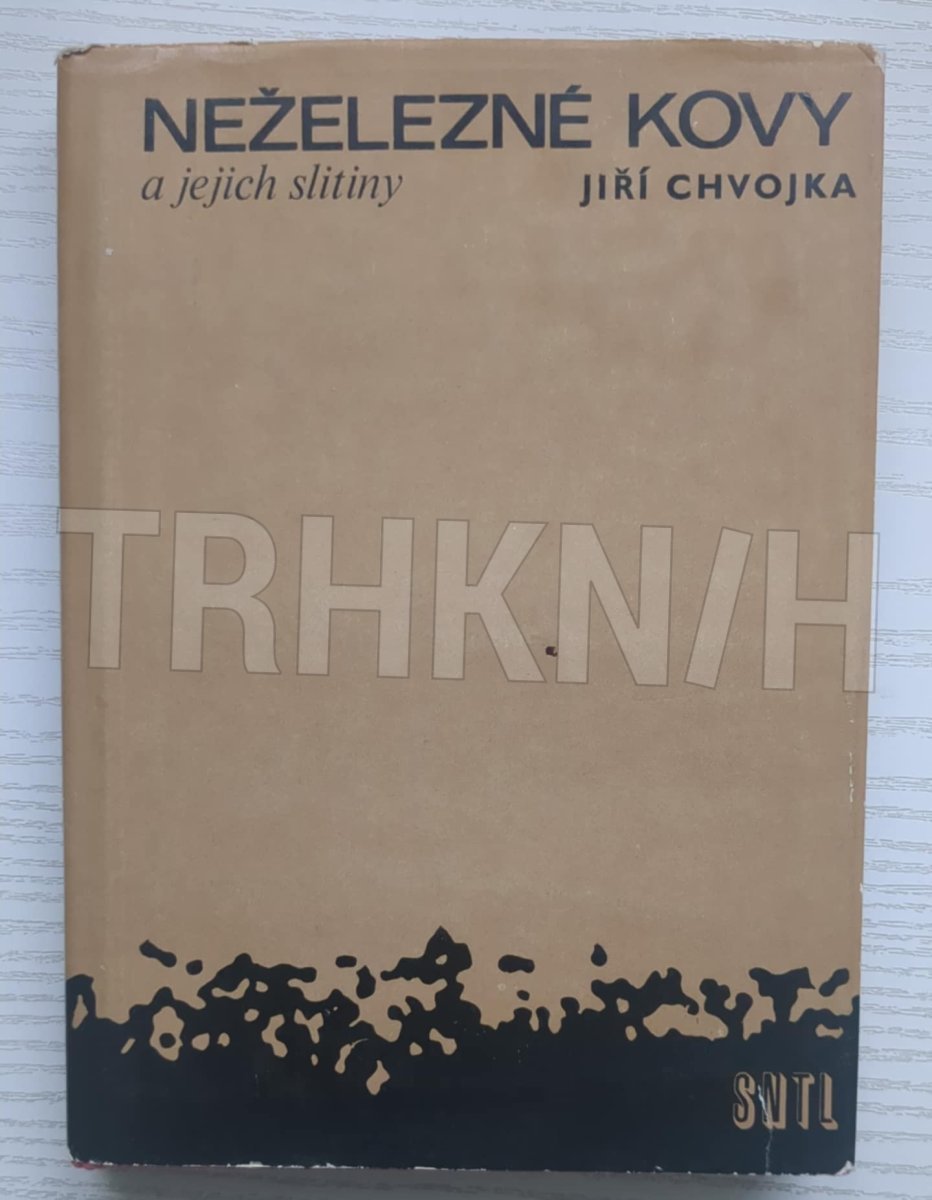 NEŽELEZNÉ KOVY
a jejich slitiny JIŘÍ CHVOJKA
TRHKNIH
SNTL